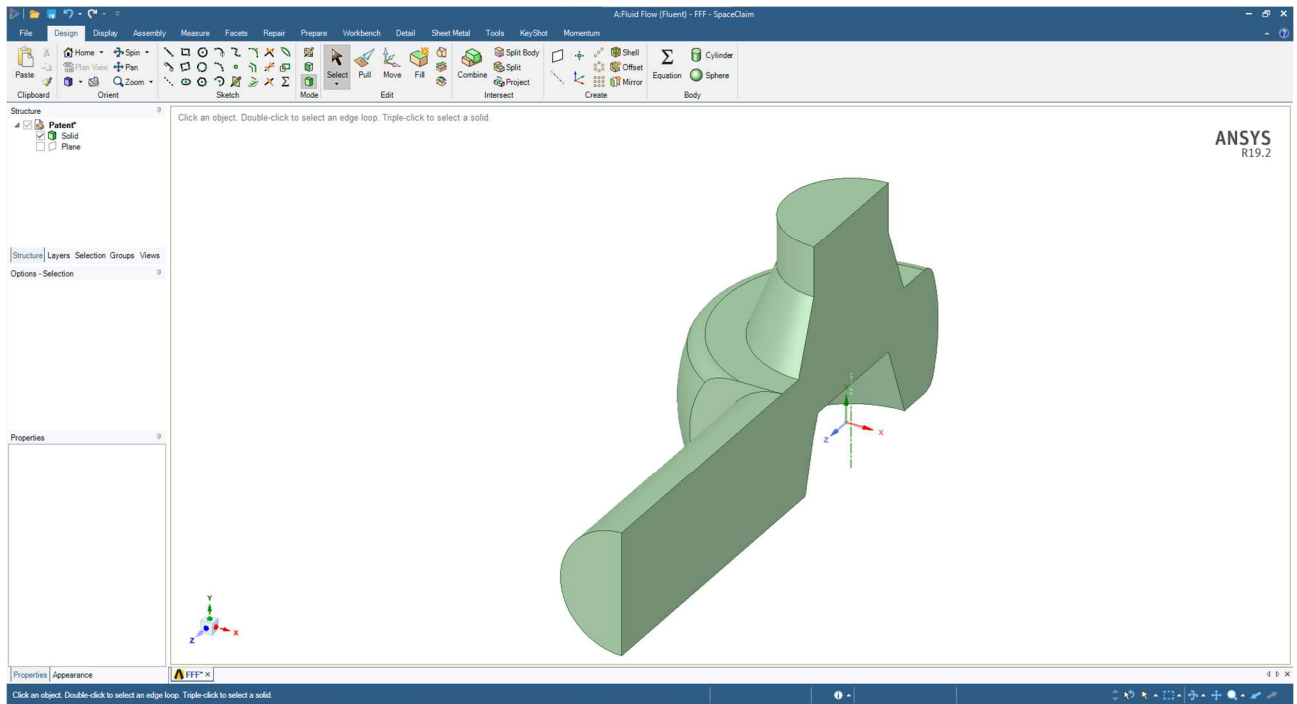 A:Fluid Flow (Fluent) - FFF - SpaceClaim
File Design Display Assembly Measure Facets Repair Prepare Workbench Detail Sheet Metal Tools KeyShot Momentum
Home Spin Split Body Shell Cylinder
Plan View Pan Split Offset
Paste Zoom Select Pull Move Fill Combine Project Mirror Equation Sphere
Clipboard Orient Sketch Mode Edit Intersect Create Body
Structure
Patent*
Solid
Plane
Click an object. Double-click to select an edge loop. Triple-click to select a solid.
ANSYS
R19.2
Structure Layers Selection Groups Views
Options - Selection
Properties
Y
X
Z
Y
X
Z
Properties Appearance
FFF*
Click an object. Double-click to select an edge loop. Triple-click to select a solid.